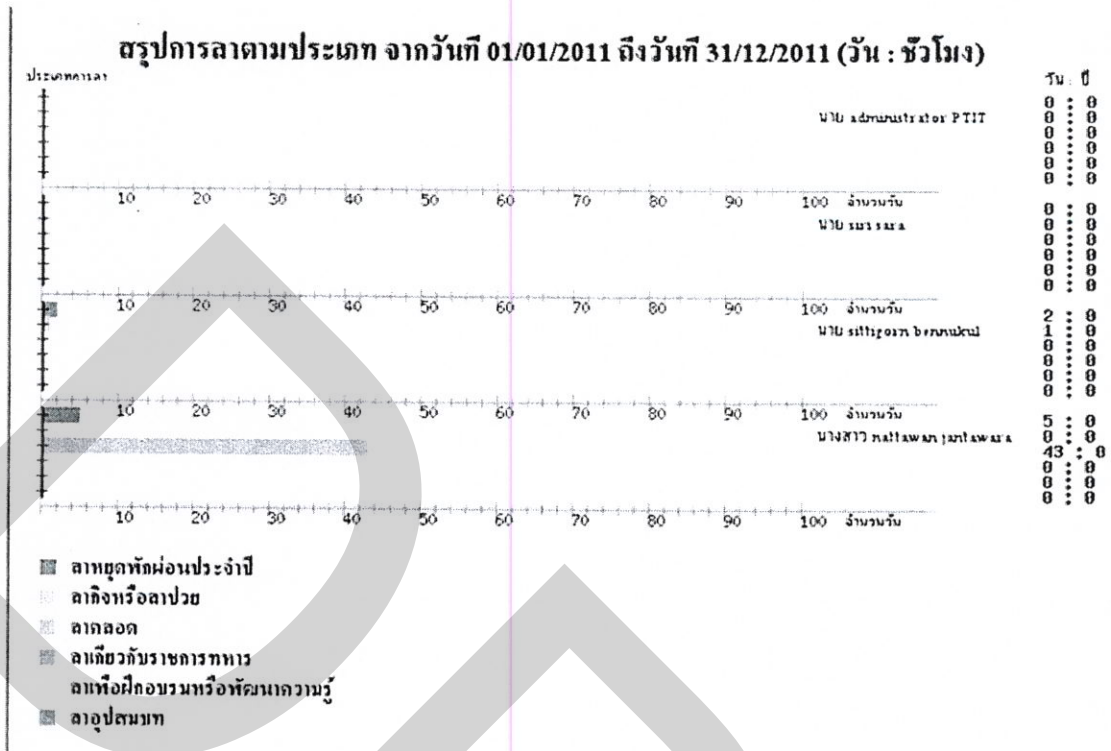 สรุปการลาตามประเภท จากวันที่ 01/01/2011 ถึงวันที่ 31/12/2011 (วัน : ชั่วโมง)
ประเภทการลา
วัน : ปี
0 : 0
นาย administrator PTIT 0 : 0
0 : 0
0 : 0
0 : 0
0 : 0
10 20 30 40 50 60 70 80 90 100 จำนวนวัน
0 : 0
นาย 0 : 0
0 : 0
0 : 0
0 : 0
0 : 0
10 20 30 40 50 60 70 80 90 100 จำนวนวัน
2 : 0
นาย 1 : 0
0 : 0
0 : 0
0 : 0
0 : 0
10 20 30 40 50 60 70 80 90 100 จำนวนวัน
5 : 0
นางสาว nattawan jantawara 0 : 0
43 : 0
0 : 0
0 : 0
0 : 0
10 20 30 40 50 60 70 80 90 100 จำนวนวัน
ลาหยุดพักผ่อนประจำปี
ลากิจหรือลาป่วย
ลาคลอด
ลาเกี่ยวกับราชการทหาร
ลาเพื่อฝึกอบรมหรือพัฒนาความรู้
ลาอุปสมบท